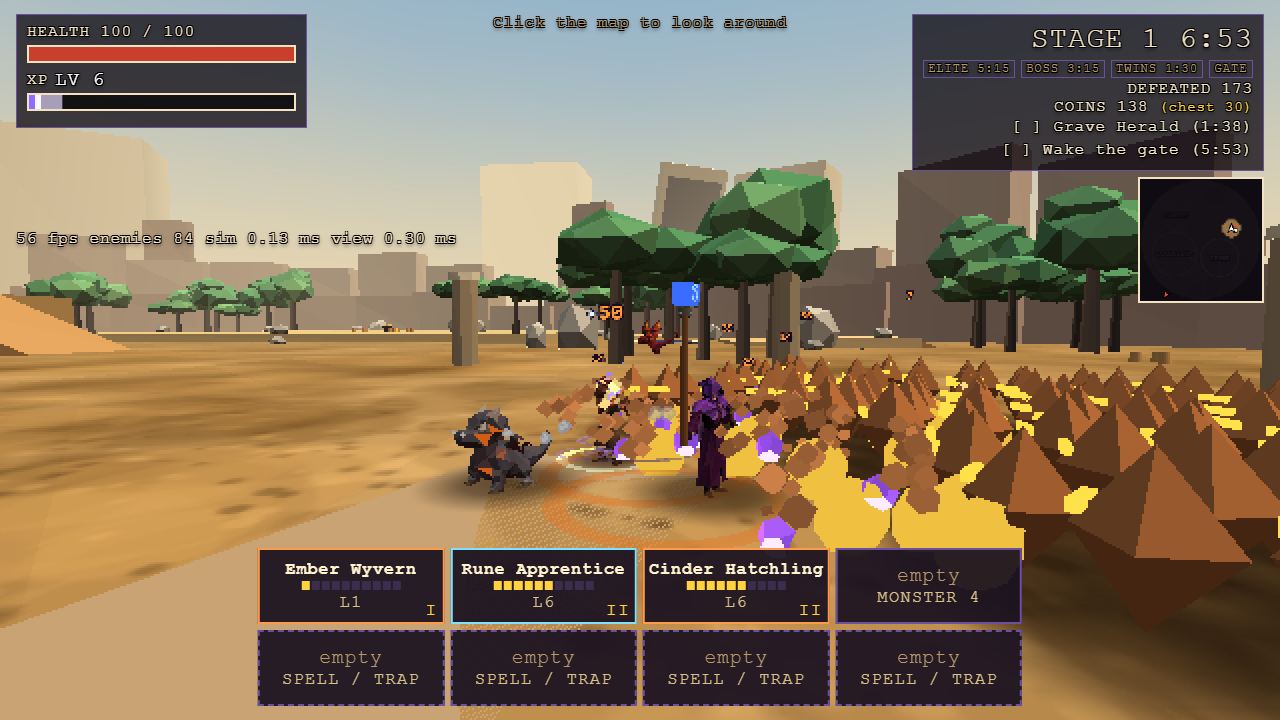 HEALTH 100 / 100
XP LV 6
Click the map to look around
STAGE 1 6:53
ELITE 5:15 BOSS 3:15 TWINS 1:30 GATE
DEFEATED 173
COINS 138 (chest 30)
[ ] Grave Herald (1:38)
[ ] Wake the gate (5:53)
56 fps enemies 84 sim 0.13 ms view 0.30 ms
50
Ember Wyvern
L1
I
Rune Apprentice
L6
II
Cinder Hatchling
L6
II
empty
MONSTER 4
empty
SPELL / TRAP
empty
SPELL / TRAP
empty
SPELL / TRAP
empty
SPELL / TRAP